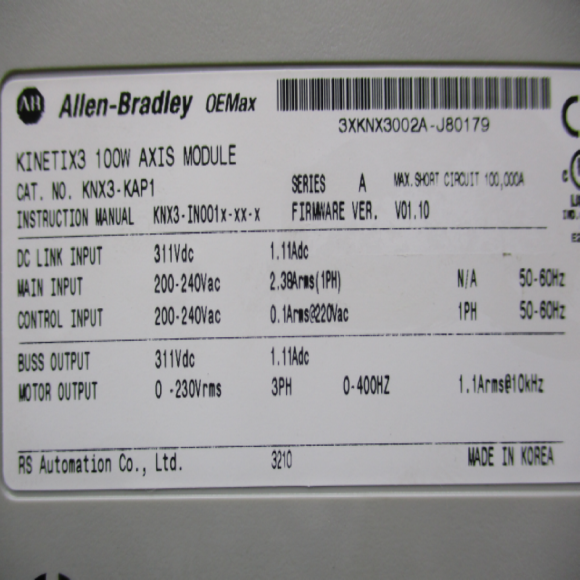 AB Allen-Bradley OEMax
3XKNX3002A-J80179
KINETIX3 100W AXIS MODULE
CAT. NO. KNX3-KAP1 SERIES A MAX.SHORT CIRCUIT 100,000A
INSTRUCTION MANUAL KNX3-IN001x-xx-x FIRMWARE VER. V01.10
DC LINK INPUT 311Vdc 1.11Adc
MAIN INPUT 200-240Vac 2.38Arms(1PH) N/A 50-60Hz
CONTROL INPUT 200-240Vac 0.1Arms@220Vac 1PH 50-60Hz
BUSS OUTPUT 311Vdc 1.11Adc
MOTOR OUTPUT 0 -230Vrms 3PH 0-400HZ 1.1Arms@10kHz
RS Automation Co., Ltd. 3210 MADE IN KOREA